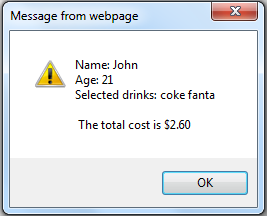 Message from webpage
Name: John
Age: 21
Selected drinks: coke fanta
The total cost is $2.60
OK